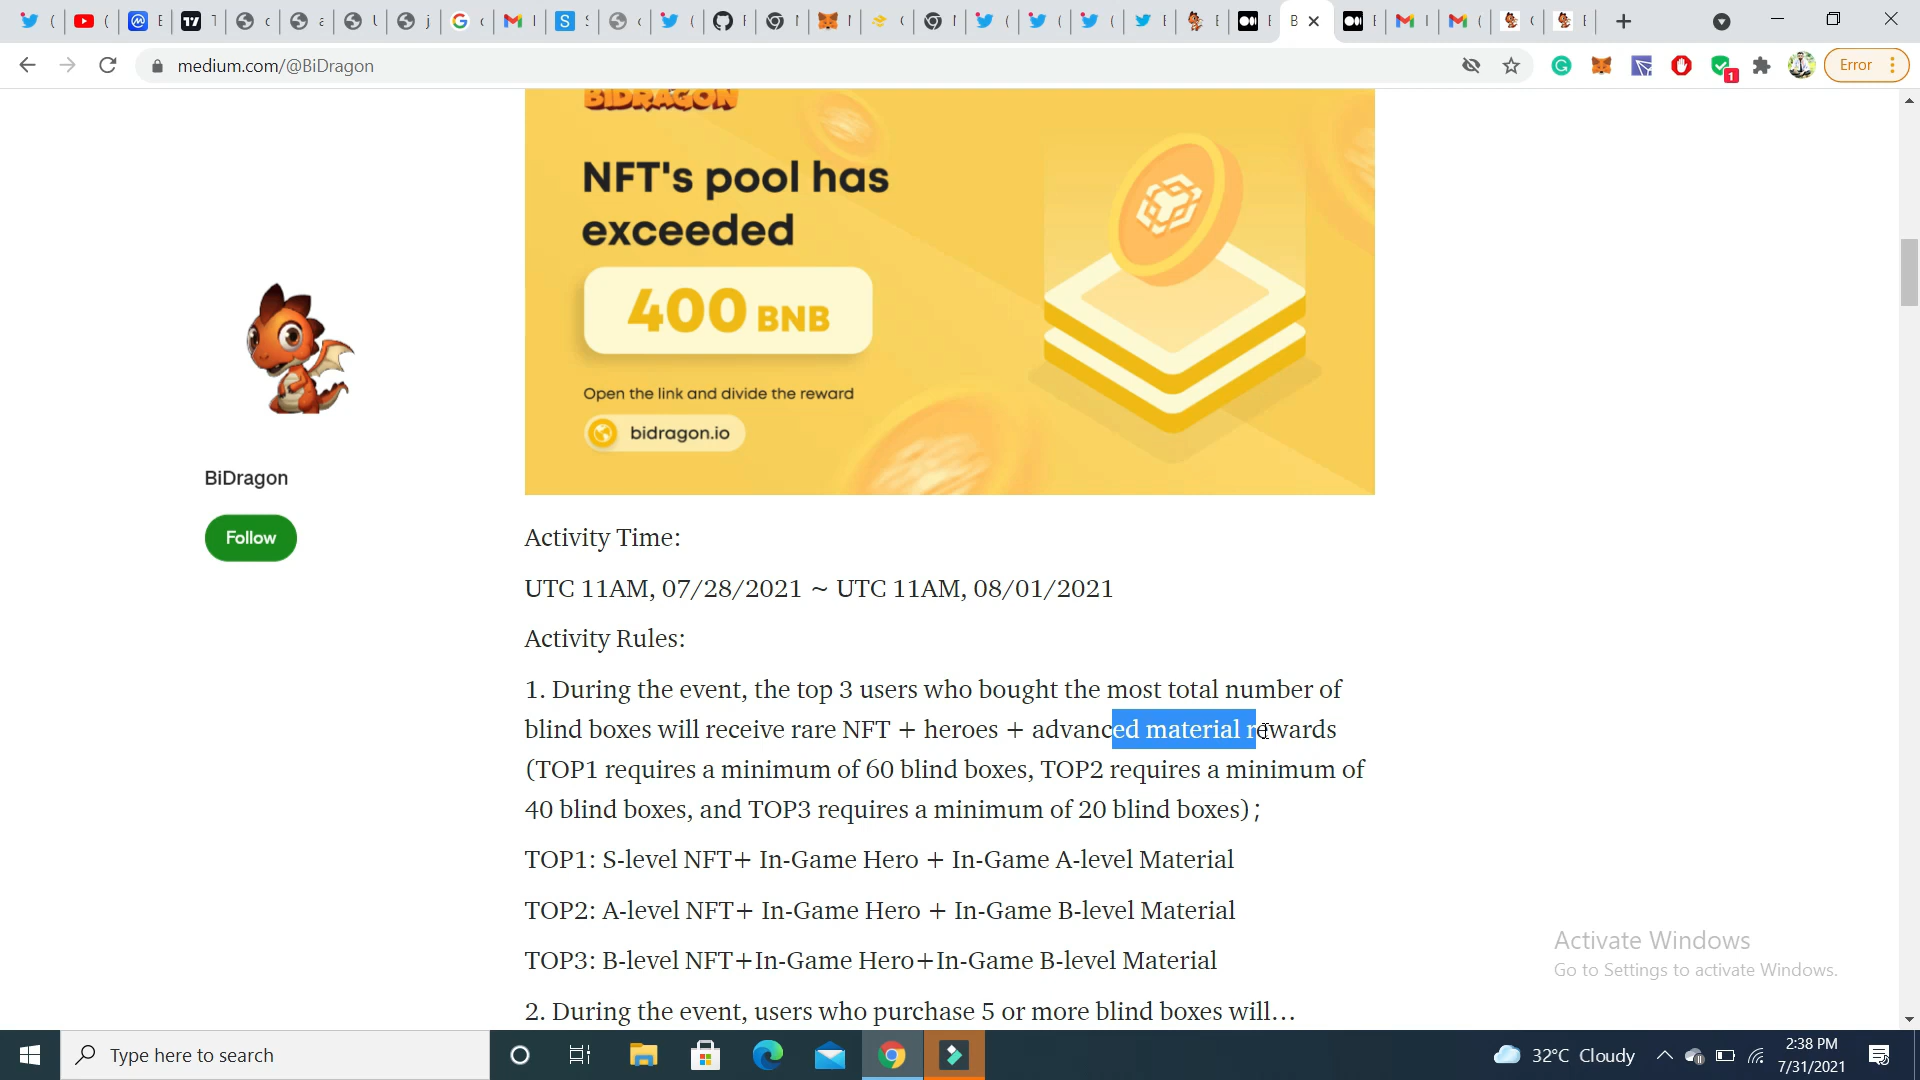 medium.com/@BiDragon
Error
1
BIDRAGON
NFT's pool has
exceeded
400 BNB
Open the link and divide the reward
bidragon.io
BiDragon
Follow
Activity Time:
UTC 11AM, 07/28/2021 ~ UTC 11AM, 08/01/2021
Activity Rules:
1. During the event, the top 3 users who bought the most total number of
blind boxes will receive rare NFT + heroes + advanced material rewards
(TOP1 requires a minimum of 60 blind boxes, TOP2 requires a minimum of
40 blind boxes, and TOP3 requires a minimum of 20 blind boxes) ;
TOP1: S-level NFT+ In-Game Hero + In-Game A-level Material
TOP2: A-level NFT+ In-Game Hero + In-Game B-level Material
TOP3: B-level NFT+In-Game Hero+In-Game B-level Material
2. During the event, users who purchase 5 or more blind boxes will…
Activate Windows
Go to Settings to activate Windows.
Type here to search
32°C Cloudy
2:38 PM
7/31/2021